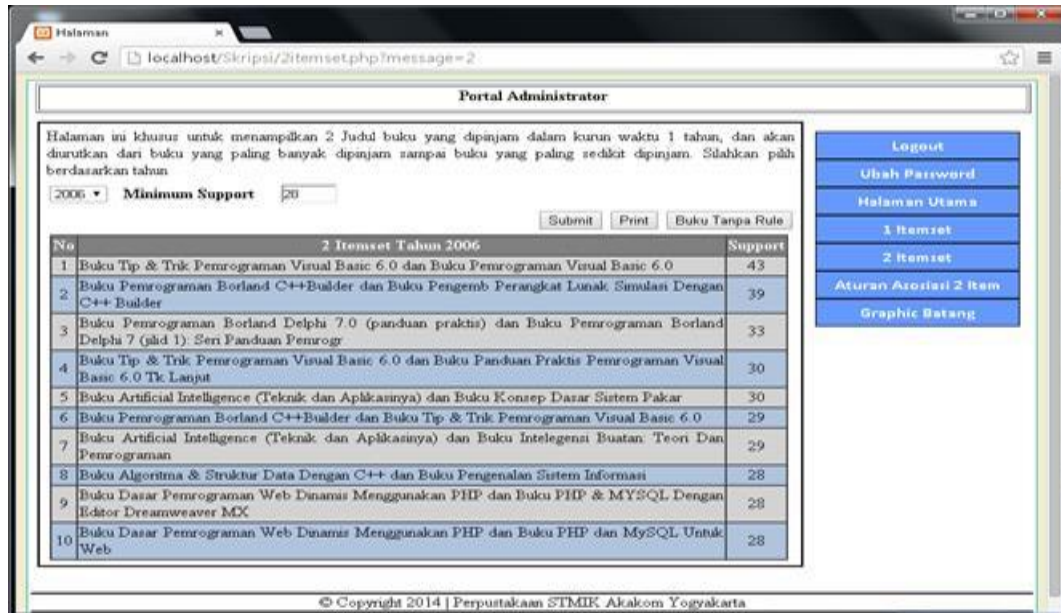 Halaman
localhost/Skripsi/2itemset.php?message=2
Portal Administrator
Halaman ini khusus untuk menampilkan 2 Judul buku yang dipinjam dalam kurun waktu 1 tahun, dan akan
diurutkan dari buku yang paling banyak dipinjam sampai buku yang paling sedikit dipinjam. Silahkan pilih
berdasarkan tahun
2006 Minimum Support 20
Submit Print Buku Tanpa Rule
No 2 Itemset Tahun 2006 Support
1 Buku Tip & Trik Pemrograman Visual Basic 6.0 dan Buku Pemrograman Visual Basic 6.0 43
2 Buku Pemrograman Borland C++Builder dan Buku Pengemb Perangkat Lunak Simulasi Dengan
C++ Builder 39
3 Buku Pemrograman Borland Delphi 7.0 (panduan praktis) dan Buku Pemrograman Borland
Delphi 7 (jilid 1): Seri Panduan Pemrogr 33
4 Buku Tip & Trik Pemrograman Visual Basic 6.0 dan Buku Panduan Praktis Pemrograman Visual
Basic 6.0 Tk Lanjut 30
5 Buku Artificial Intelligence (Teknik dan Aplikasinya) dan Buku Konsep Dasar Sistem Pakar 30
6 Buku Pemrograman Borland C++Builder dan Buku Tip & Trik Pemrograman Visual Basic 6.0 29
7 Buku Artificial Intelligence (Teknik dan Aplikasinya) dan Buku Intelegensi Buatan: Teori Dan
Pemrograman 29
8 Buku Algoritma & Struktur Data Dengan C++ dan Buku Pengenalan Sistem Informasi 28
9 Buku Dasar Pemrograman Web Dinamis Menggunakan PHP dan Buku PHP & MYSQL Dengan
Editor Dreamweaver MX 28
10 Buku Dasar Pemrograman Web Dinamis Menggunakan PHP dan Buku PHP dan MySQL Untuk
Web 28
Logout
Ubah Password
Halaman Utama
1 Itemset
2 Itemset
Aturan Asosiasi 2 Item
Graphic Batang
© Copyright 2014 | Perpustakaan STMIK Akakom Yogyakarta